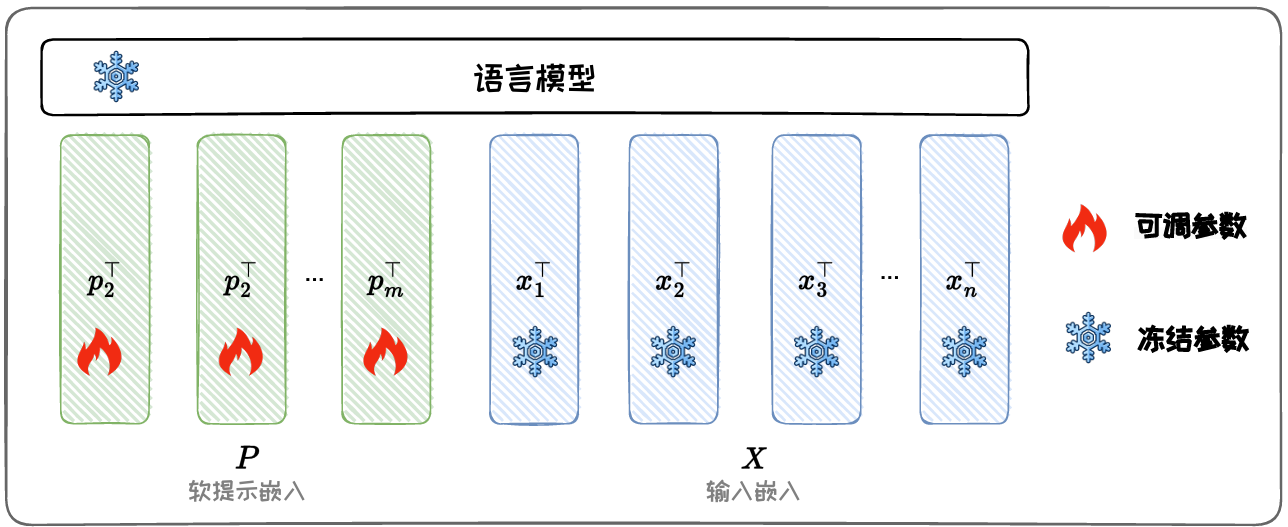 语言模型
p_2^⊤ p_2^⊤ ... p_m^⊤ x_1^⊤ x_2^⊤ x_3^⊤ ... x_n^⊤
可调参数
冻结参数
P
软提示嵌入
X
输入嵌入